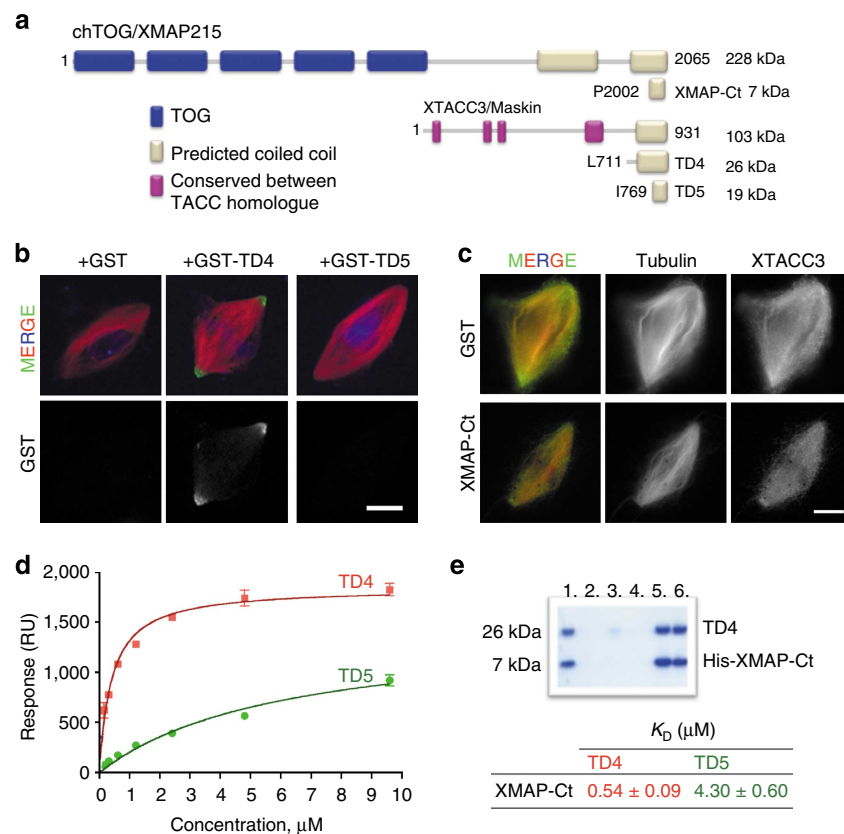 a
chTOG/XMAP215
1
2065 228 kDa
P2002 XMAP-Ct 7 kDa
XTACC3/Maskin
1
931 103 kDa
L711 TD4 26 kDa
I769 TD5 19 kDa
TOG
Predicted coiled coil
Conserved between
TACC homologue
b
+GST +GST-TD4 +GST-TD5
MERGE
GST
c
MERGE Tubulin XTACC3
GST
XMAP-Ct
d
Response (RU)
2,000
1,500
1,000
500
0
TD4
TD5
0 1 2 3 4 5 6 7 8 9 10
Concentration, μM
e
1. 2. 3. 4. 5. 6.
26 kDa TD4
7 kDa His-XMAP-Ct
KD (μM)
TD4 TD5
XMAP-Ct 0.54 ± 0.09 4.30 ± 0.60